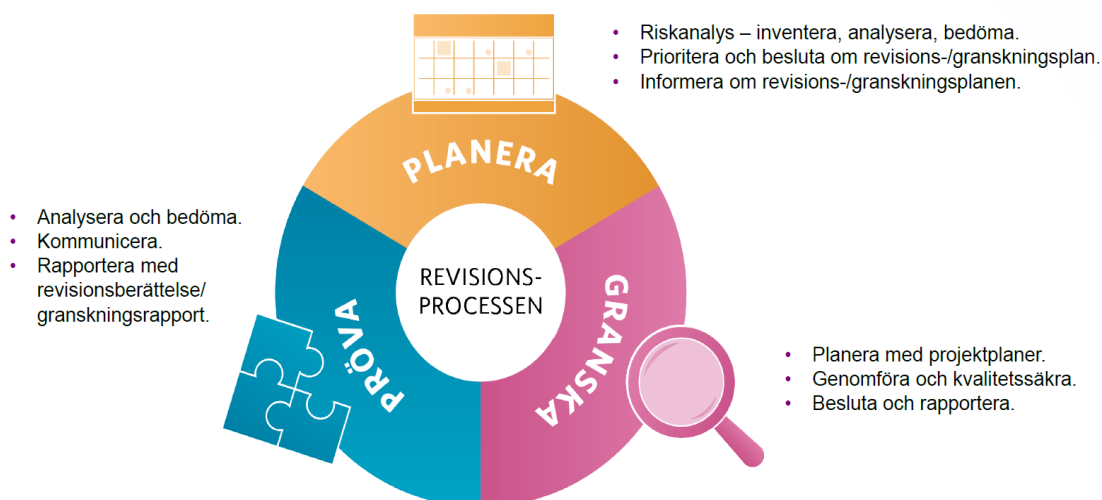 • Riskanalys – inventera, analysera, bedöma.
• Prioritera och besluta om revisions-/granskningsplan.
• Informera om revisions-/granskningsplanen.
PLANERA
• Analysera och bedöma.
• Kommunicera.
• Rapportera med
revisionsberättelse/
granskningsrapport.
REVISIONS-
PROCESSEN
GRANSKA
PRÖVA
• Planera med projektplaner.
• Genomföra och kvalitetssäkra.
• Besluta och rapportera.